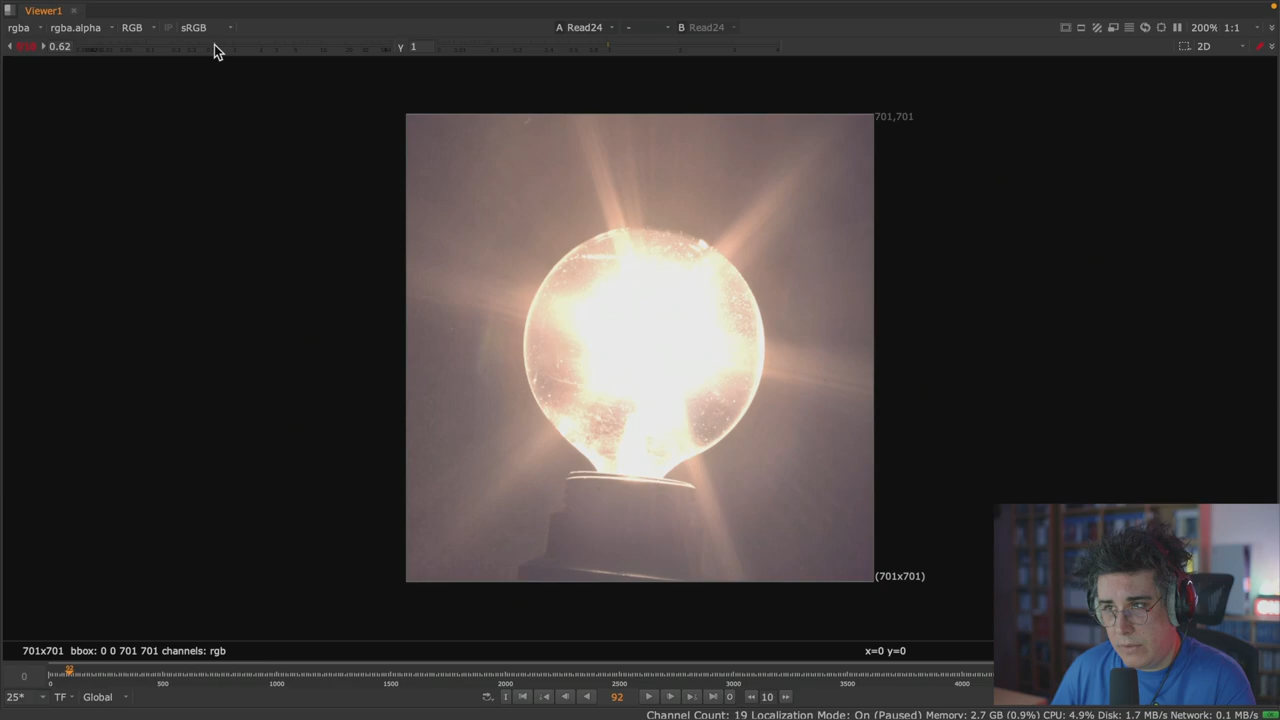 Viewer1
rgba rgba.alpha RGB IP sRGB A Read24 - B Read24 200% 1:1
0.62 γ 1 2D
701,701
(701x701)
701x701 bbox: 0 0 701 701 channels: rgb x=0 y=0
0 92
0 500 1000 1500 2000 2500 3000 3500 4000
25* TF Global I 92 O 10
Channel Count: 19 Localization Mode: On (Paused) Memory: 2.7 GB (0.9%) CPU: 4.9% Disk: 1.7 MB/s Network: 0.1 MB/s